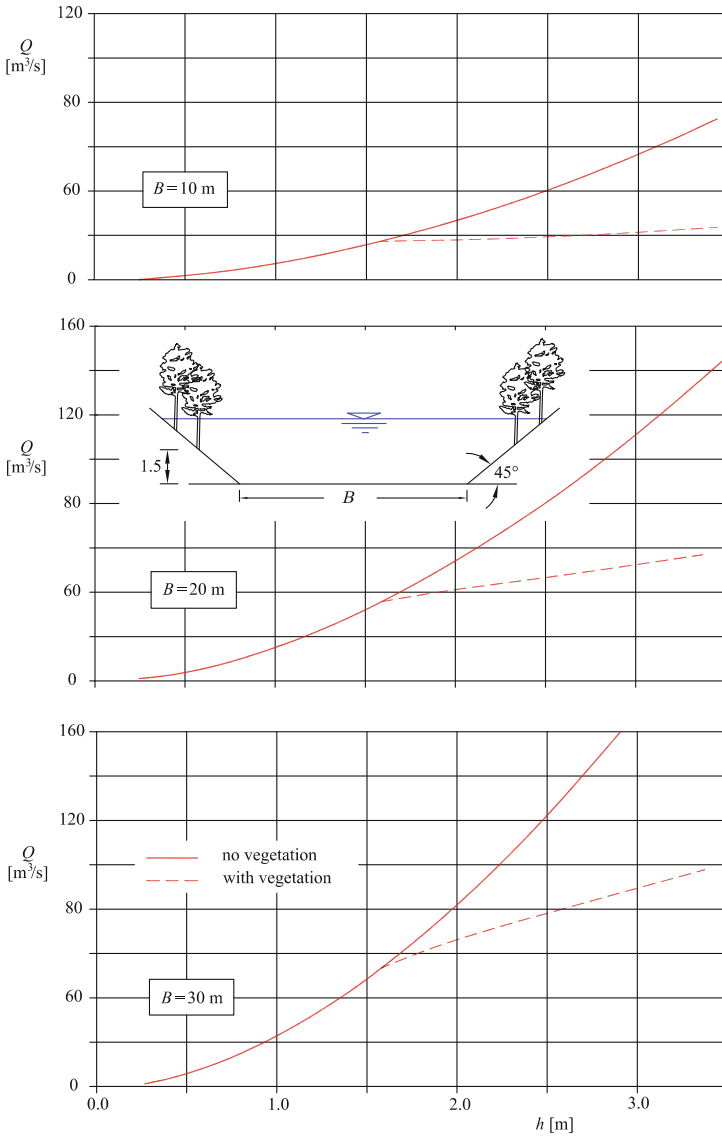 120
Q
[m³/s]
80
B = 10 m
60
0
160
120
Q
[m³/s]
1.5
45°
B
80
B = 20 m
60
0
160
120
Q
[m³/s]
no vegetation
with vegetation
80
B = 30 m
60
0
0.0 1.0 2.0 3.0
h [m]